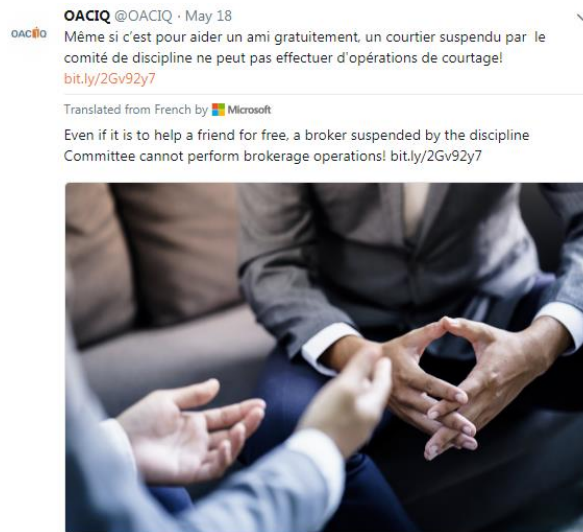 OACIQ @OACIQ · May 18
OACIQ
Même si c'est pour aider un ami gratuitement, un courtier suspendu par le
comité de discipline ne peut pas effectuer d'opérations de courtage!
bit.ly/2Gv92y7
Translated from French by Microsoft
Even if it is to help a friend for free, a broker suspended by the discipline
Committee cannot perform brokerage operations! bit.ly/2Gv92y7